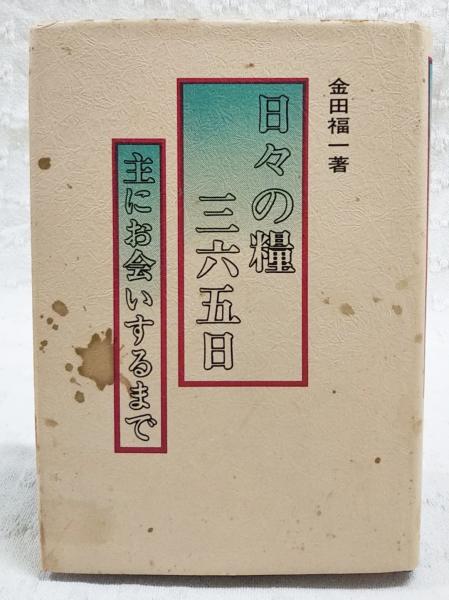 金田福一著
日々の糧
三六五日
主にお会いするまで